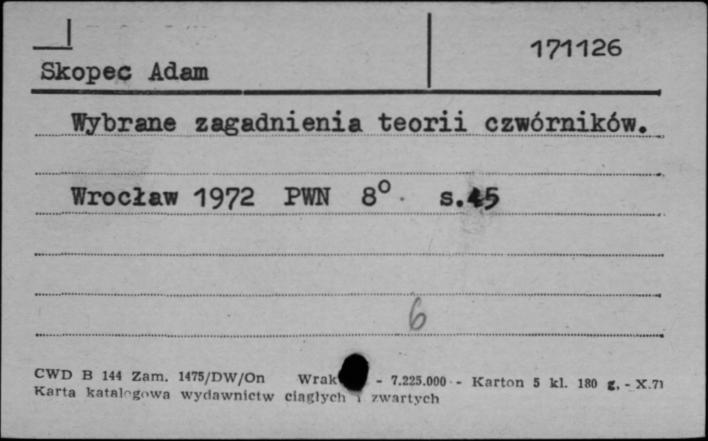 171126
Skopec Adam
Wybrane zagadnienia teorii czwórników.
Wrocław 1972 PWN 8° s.45
6
CWD B 144 Zam. 1475/DW/On - 7.225.000 - Karton 5 kl. 180 g. - X.71
Karta katalogowa wydawnictw ciągłych i zwartych